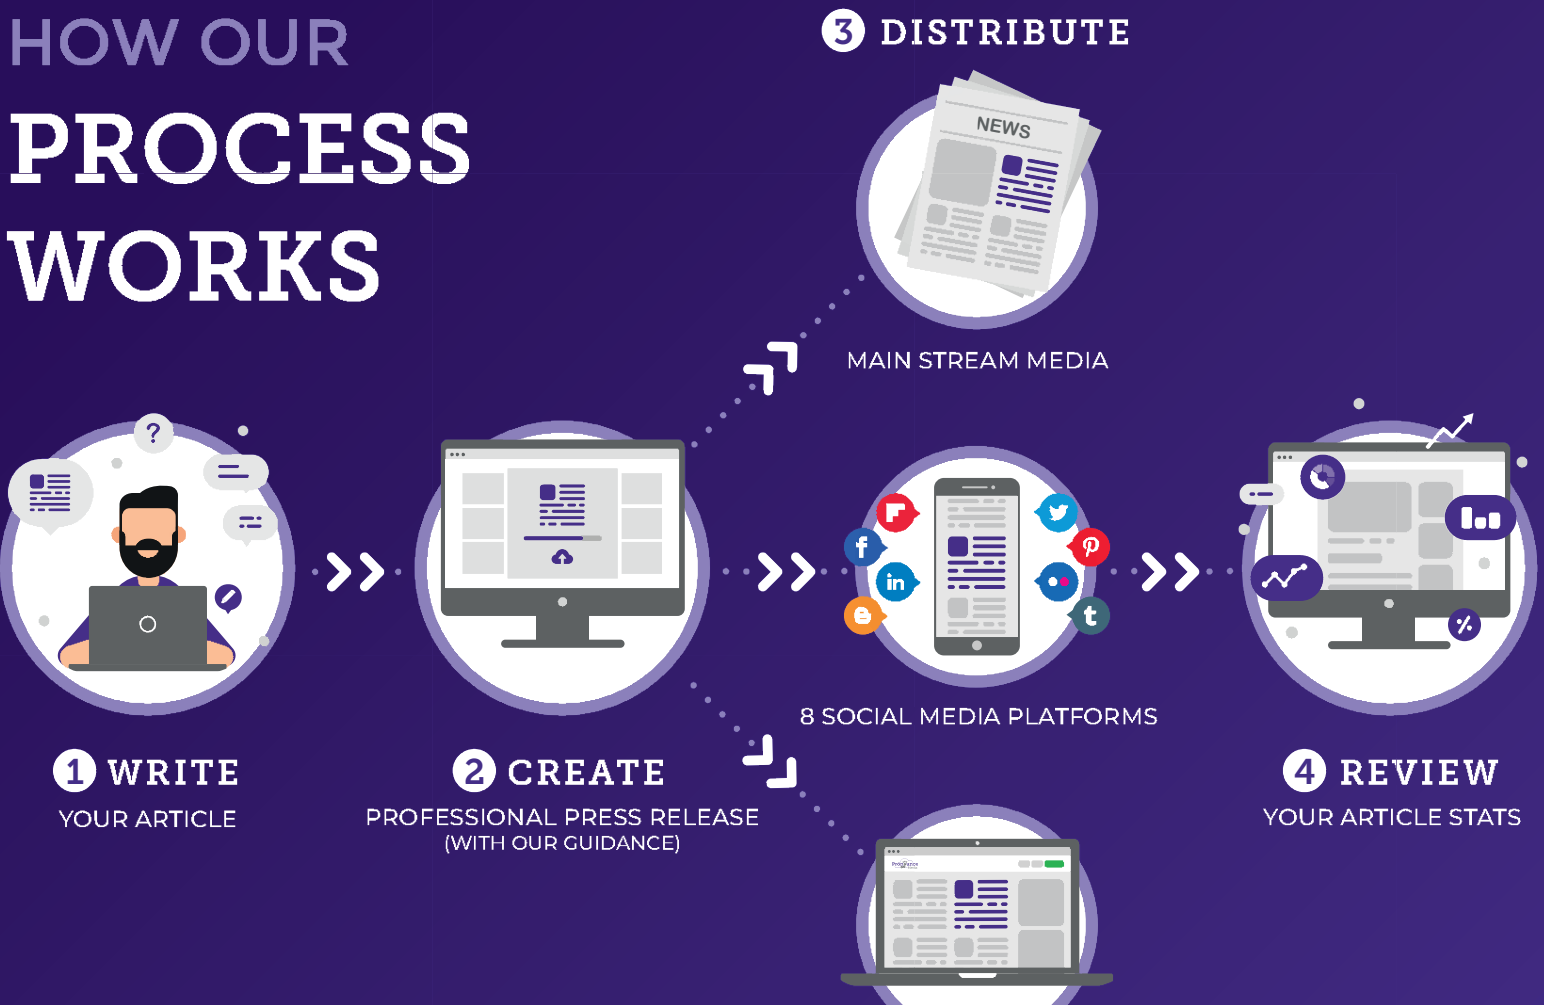 HOW OUR
PROCESS
WORKS
3 DISTRIBUTE
NEWS
MAIN STREAM MEDIA
?
f
in
t
8 SOCIAL MEDIA PLATFORMS
1 WRITE
YOUR ARTICLE
2 CREATE
PROFESSIONAL PRESS RELEASE
(WITH OUR GUIDANCE)
4 REVIEW
YOUR ARTICLE STATS
%